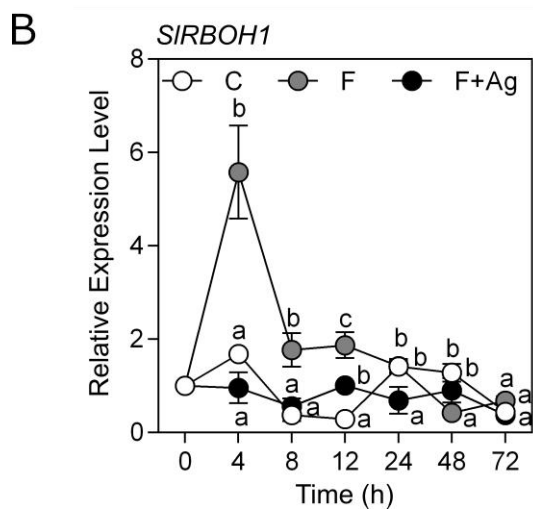 B
SlRBOH1
8
C F F+Ag
b
6
4
2
0
a
a
b
a
a
c
b
a
b
b
a
b
b
a
a
a
a
0 4 8 12 24 48 72
Time (h)
Relative Expression Level